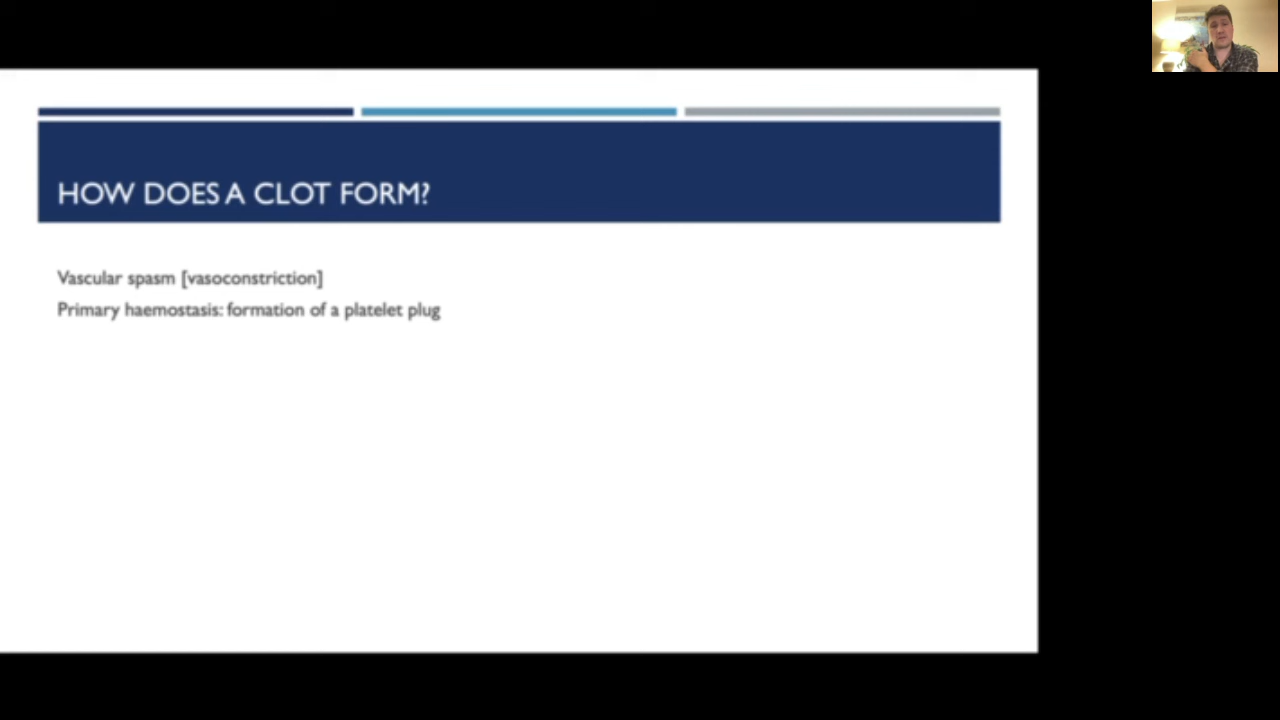 HOW DOES A CLOT FORM?
Vascular spasm [vasoconstriction]
Primary haemostasis: formation of a platelet plug